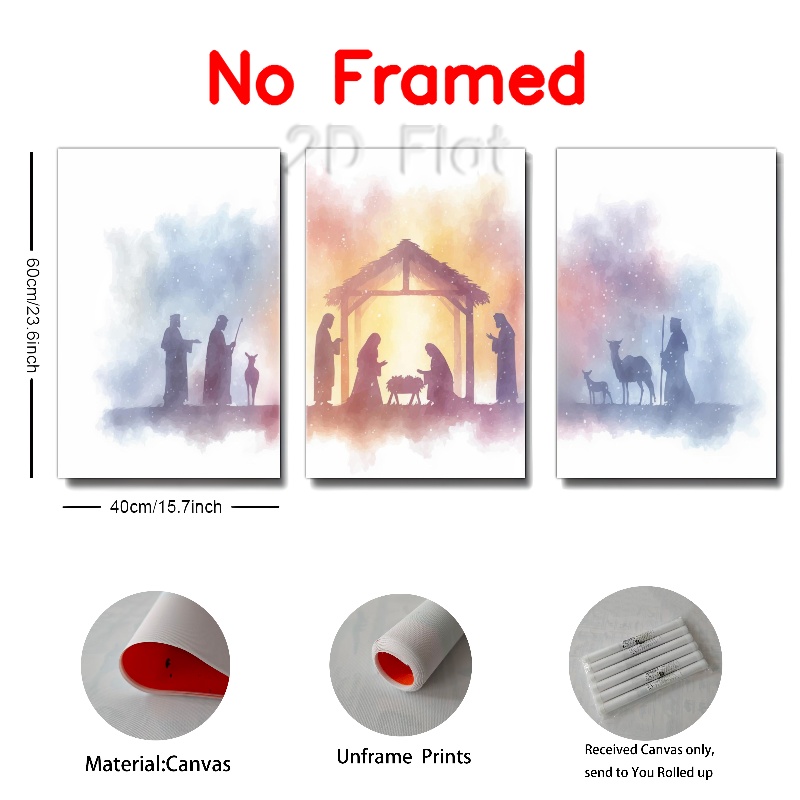 No Framed
2D Flat
60cm/23.6inch
40cm/15.7inch
Material:Canvas
Unframe Prints
Received Canvas only,
send to You Rolled up